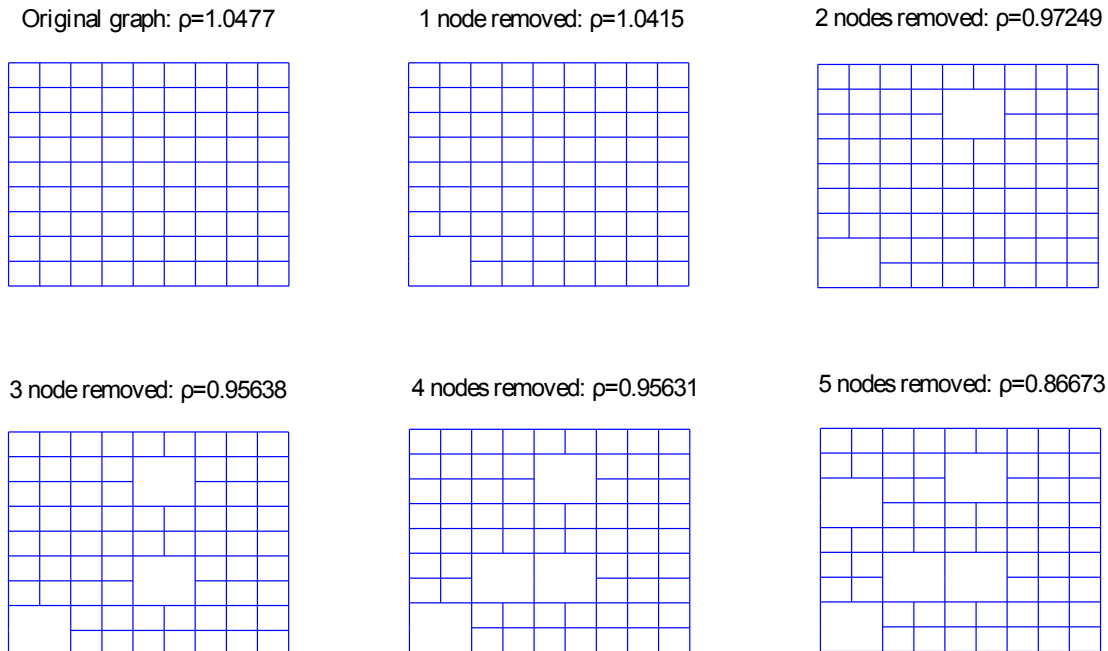 Original graph: ρ=1.0477
1 node removed: ρ=1.0415
2 nodes removed: ρ=0.97249
3 node removed: ρ=0.95638
4 nodes removed: ρ=0.95631
5 nodes removed: ρ=0.86673